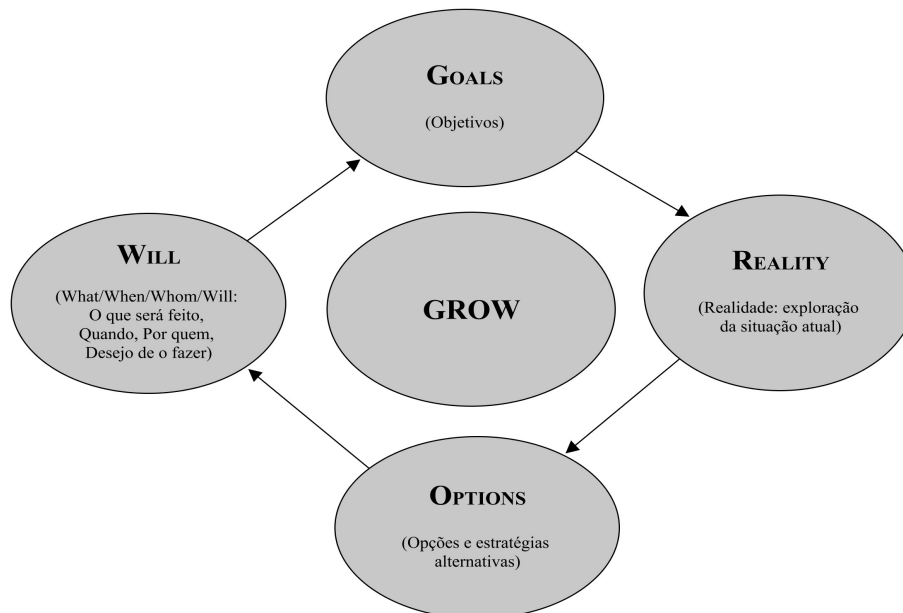 GOALS
(Objetivos)
REALITY
(Realidade: exploração
da situação atual)
OPTIONS
(Opções e estratégias
alternativas)
WILL
(What/When/Whom/Will:
O que será feito,
Quando, Por quem,
Desejo de o fazer)
GROW